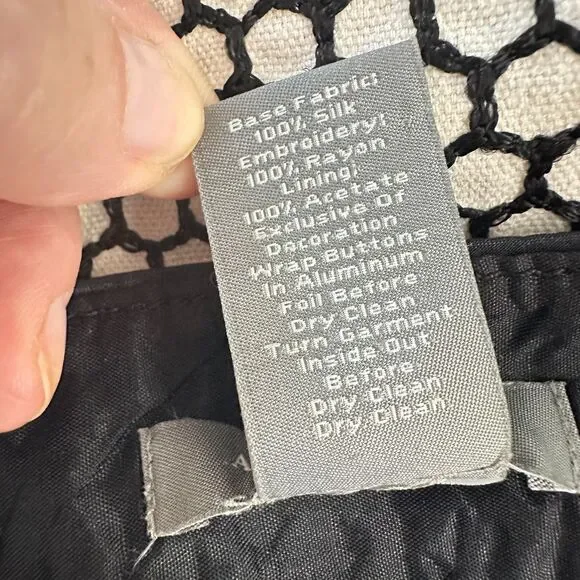 Base Fabric:
100% Silk
Embroidery:
100% Rayon
Lining:
100% Acetate
Exclusive Of
Dacoration
Wrap Buttons
In Aluminum
Foil Before
Dry Clean
Turn Garment
Inside Out
Before
Dry Clean
Dry Clean
A